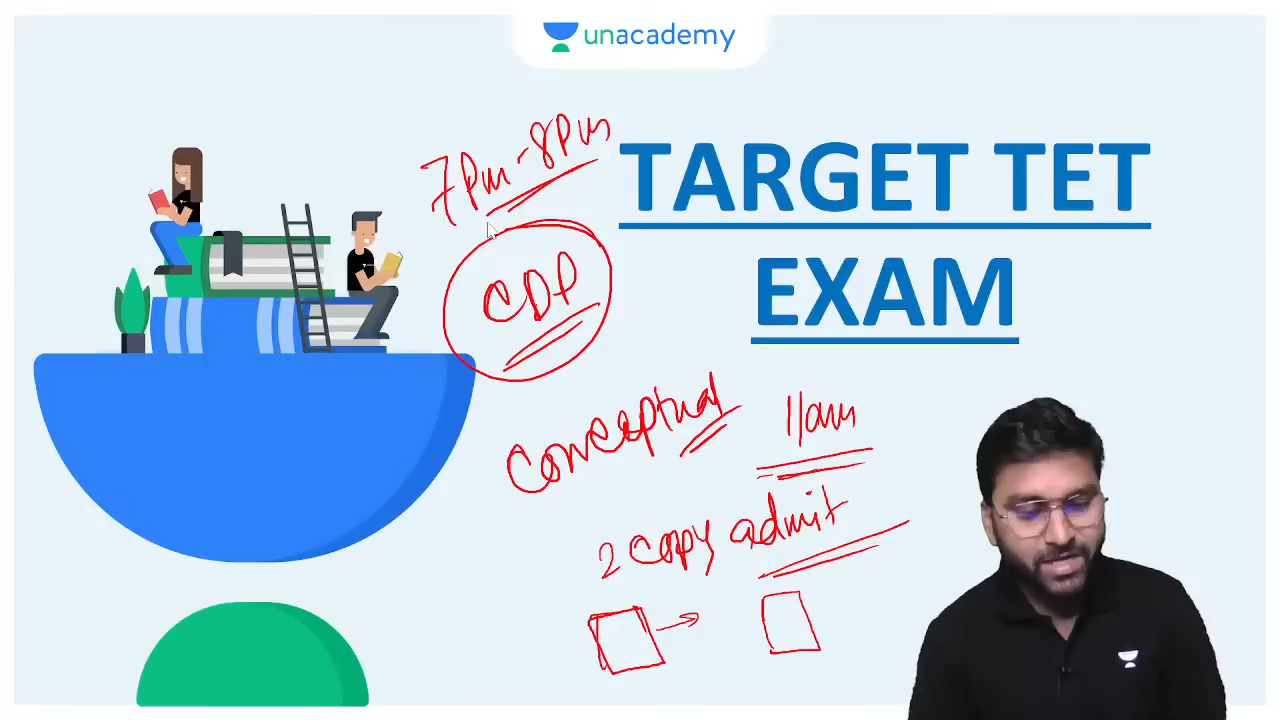 unacademy
TARGET TET
EXAM
7Pm-8Pm
CDP
Conceptual
11am
2 copy admit